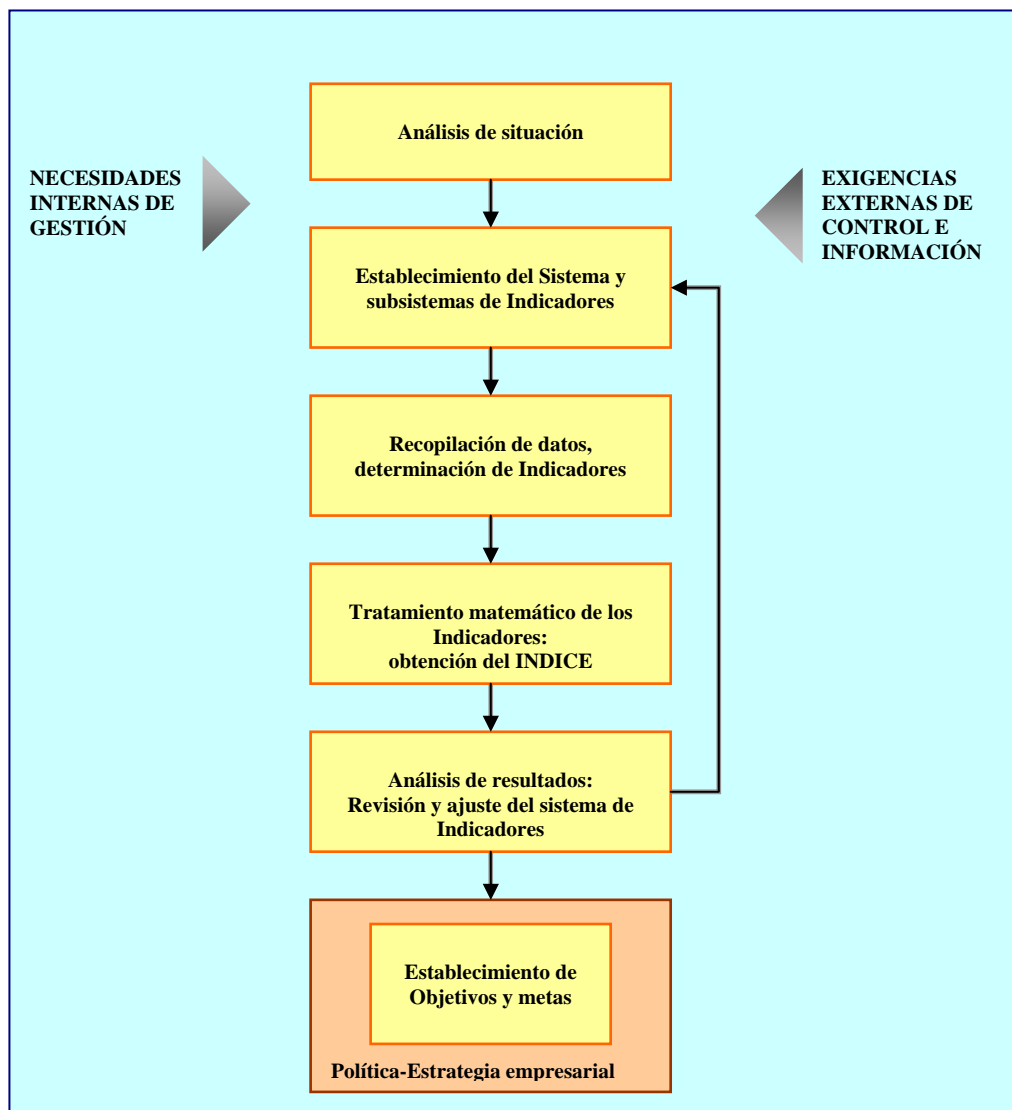 Análisis de situación
NECESIDADES
INTERNAS DE
GESTIÓN
EXIGENCIAS
EXTERNAS DE
CONTROL E
INFORMACIÓN
Establecimiento del Sistema y
subsistemas de Indicadores
Recopilación de datos,
determinación de Indicadores
Tratamiento matemático de los
Indicadores:
obtención del INDICE
Análisis de resultados:
Revisión y ajuste del sistema de
Indicadores
Establecimiento de
Objetivos y metas
Política-Estrategia empresarial